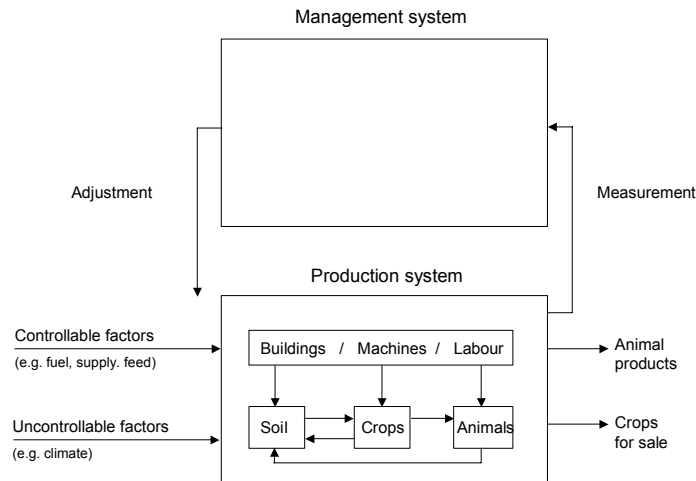 Management system
Adjustment
Measurement
Production system
Controllable factors
(e.g. fuel, supply. feed)
Buildings / Machines / Labour
Animal
products
Uncontrollable factors
(e.g. climate)
Soil
Crops
Animals
Crops
for sale